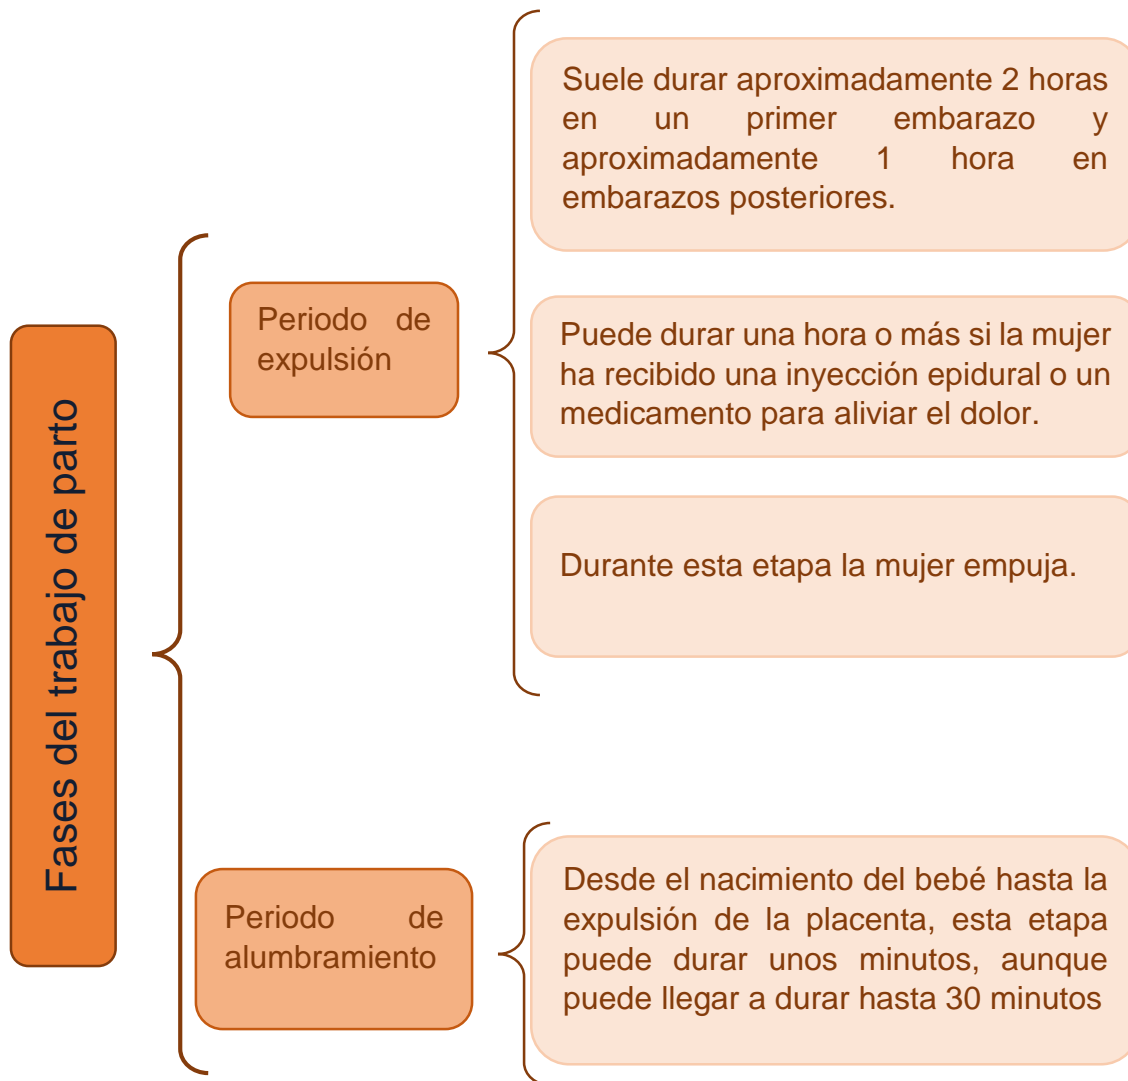 Fases del trabajo de parto
Periodo de
expulsión
Suele durar aproximadamente 2 horas
en un primer embarazo y
aproximadamente 1 hora en
embarazos posteriores.
Puede durar una hora o más si la mujer
ha recibido una inyección epidural o un
medicamento para aliviar el dolor.
Durante esta etapa la mujer empuja.
Periodo de
alumbramiento
Desde el nacimiento del bebé hasta la
expulsión de la placenta, esta etapa
puede durar unos minutos, aunque
puede llegar a durar hasta 30 minutos